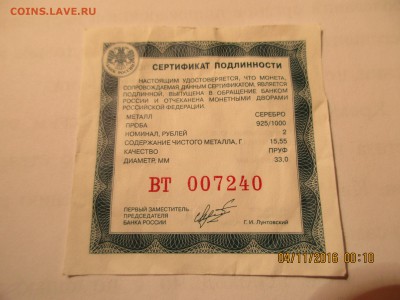 COINS.LAVE.RU
СЕРТИФИКАТ ПОДЛИННОСТИ
НАСТОЯЩИМ УДОСТОВЕРЯЕТСЯ, ЧТО МОНЕТА,
СОПРОВОЖДАЕМАЯ ДАННЫМ СЕРТИФИКАТОМ, ЯВЛЯЕТСЯ
ПОДЛИННОЙ, ВЫПУЩЕНА В ОБРАЩЕНИЕ БАНКОМ
РОССИИ И ОТЧЕКАНЕНА МОНЕТНЫМИ ДВОРАМИ
РОССИЙСКОЙ ФЕДЕРАЦИИ.
МЕТАЛЛ СЕРЕБРО
ПРОБА 925/1000
НОМИНАЛ, РУБЛЕЙ 2
СОДЕРЖАНИЕ ЧИСТОГО МЕТАЛЛА, Г 15,55
КАЧЕСТВО ПРУФ
ДИАМЕТР, ММ 33,0
ВТ 007240
ПЕРВЫЙ ЗАМЕСТИТЕЛЬ
ПРЕДСЕДАТЕЛЯ
БАНКА РОССИИ Г. И. Лунтовский
04/11/2016 00:10